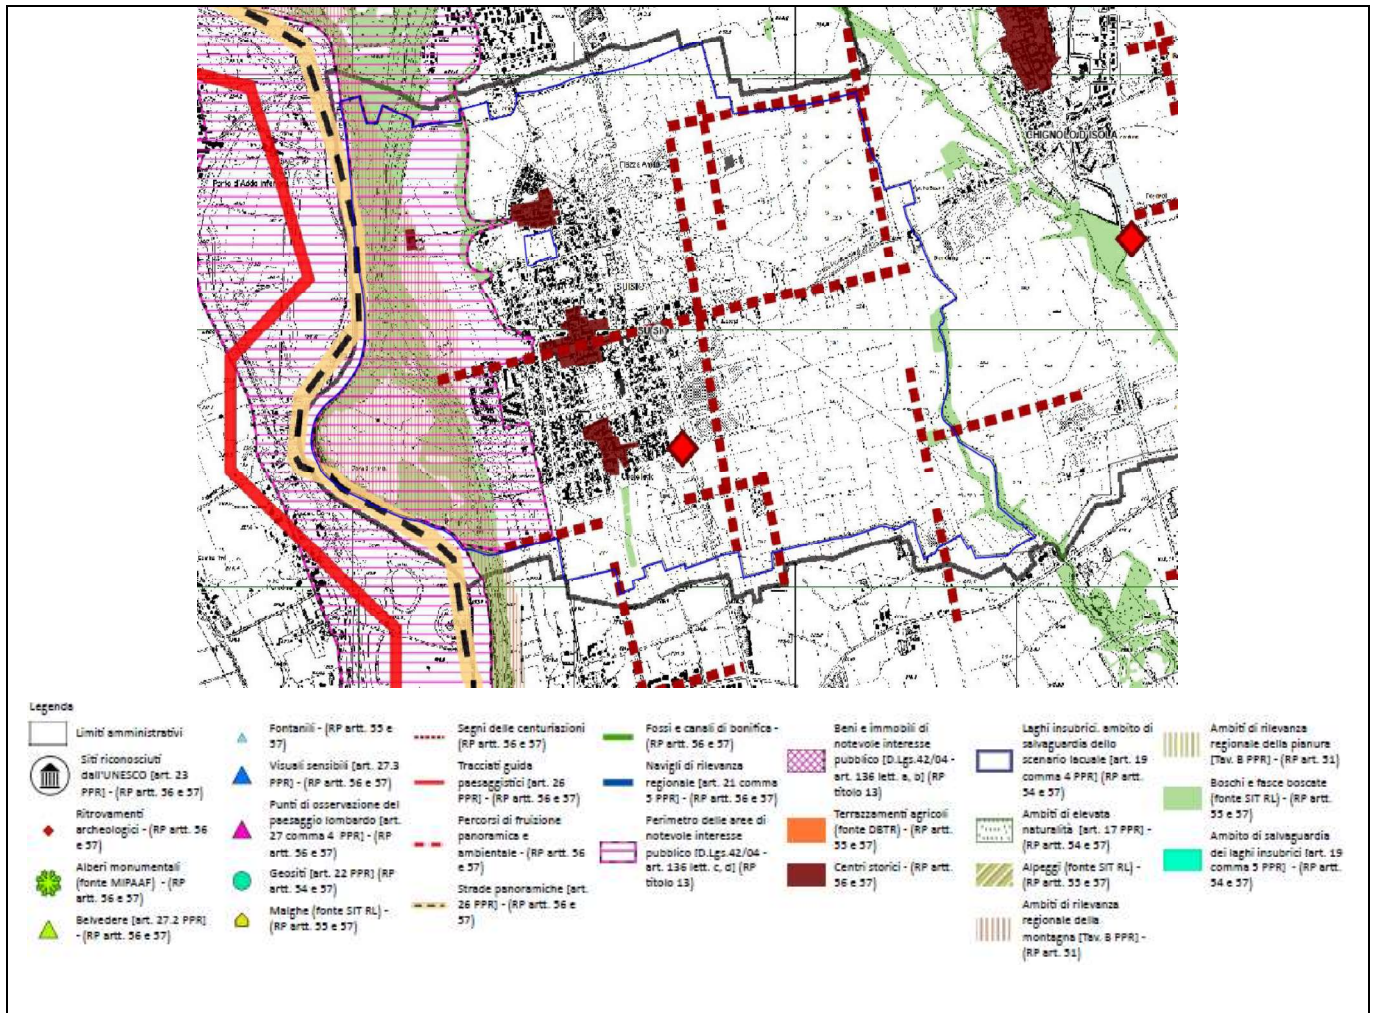 CHIGNOLO D'ISOLA
SUISIO
Legenda
Limiti amministrativi
Siti riconosciuti
dall'UNESCO [art. 23
PPR] - (RP artt. 56 e 57)
Ritrovamenti
archeologici - (RP artt. 56
e 57)
Alberi monumentali
(fonte MIPAAF) - (RP
artt. 56 e 57)
Belvedere [art. 27.2 PPR]
- (RP artt. 56 e 57)
Fontanili - (RP artt. 55 e
57)
Visuali sensibili [art. 27.3
PPR] - (RP artt. 56 e 57)
Punti di osservazione del
paesaggio lombardo [art.
27 comma 4 PPR] - (RP
artt. 56 e 57)
Geositi [art. 22 PPR] (RP
artt. 54 e 57)
Malghe (fonte SIT RL) -
(RP artt. 55 e 57)
Segni delle centuriazioni
(RP artt. 56 e 57)
Tracciati guida
paesaggistici [art. 26
PPR] - (RP artt. 56 e 57)
Percorsi di fruizione
panoramica e
ambientale - (RP artt. 56
e 57)
Strade panoramiche [art.
26 PPR] - (RP artt. 56 e
57)
Fossi e canali di bonifica -
(RP artt. 56 e 57)
Navigli di rilevanza
regionale [art. 21 comma
5 PPR] - (RP artt. 56 e 57)
Perimetro delle aree di
notevole interesse
pubblico [D.Lgs.42/04 -
art. 136 lett. c, d] (RP
titolo 13)
Beni e immobili di
notevole interesse
pubblico [D.Lgs.42/04 -
art. 136 lett. a, b] (RP
titolo 13)
Terrazzamenti agricoli
(fonte DBTR) - (RP artt.
55 e 57)
Centri storici - (RP artt.
56 e 57)
Laghi insubrici. ambito di
salvaguardia dello
scenario lacuale [art. 19
comma 4 PPR] (RP artt.
54 e 57)
Ambiti di elevata
naturalità [art. 17 PPR] -
(RP artt. 54 e 57)
Alpeggi (fonte SIT RL) -
(RP artt. 55 e 57)
Ambiti di rilevanza
regionale della
montagna [Tav. B PPR] -
(RP art. 51)
Ambiti di rilevanza
regionale della pianura
[Tav. B PPR] - (RP art. 51)
Boschi e fasce boscate
(fonte SIT RL) - (RP artt.
55 e 57)
Ambito di salvaguardia
dei laghi insubrici [art. 19
comma 5 PPR] - (RP artt.
54 e 57)